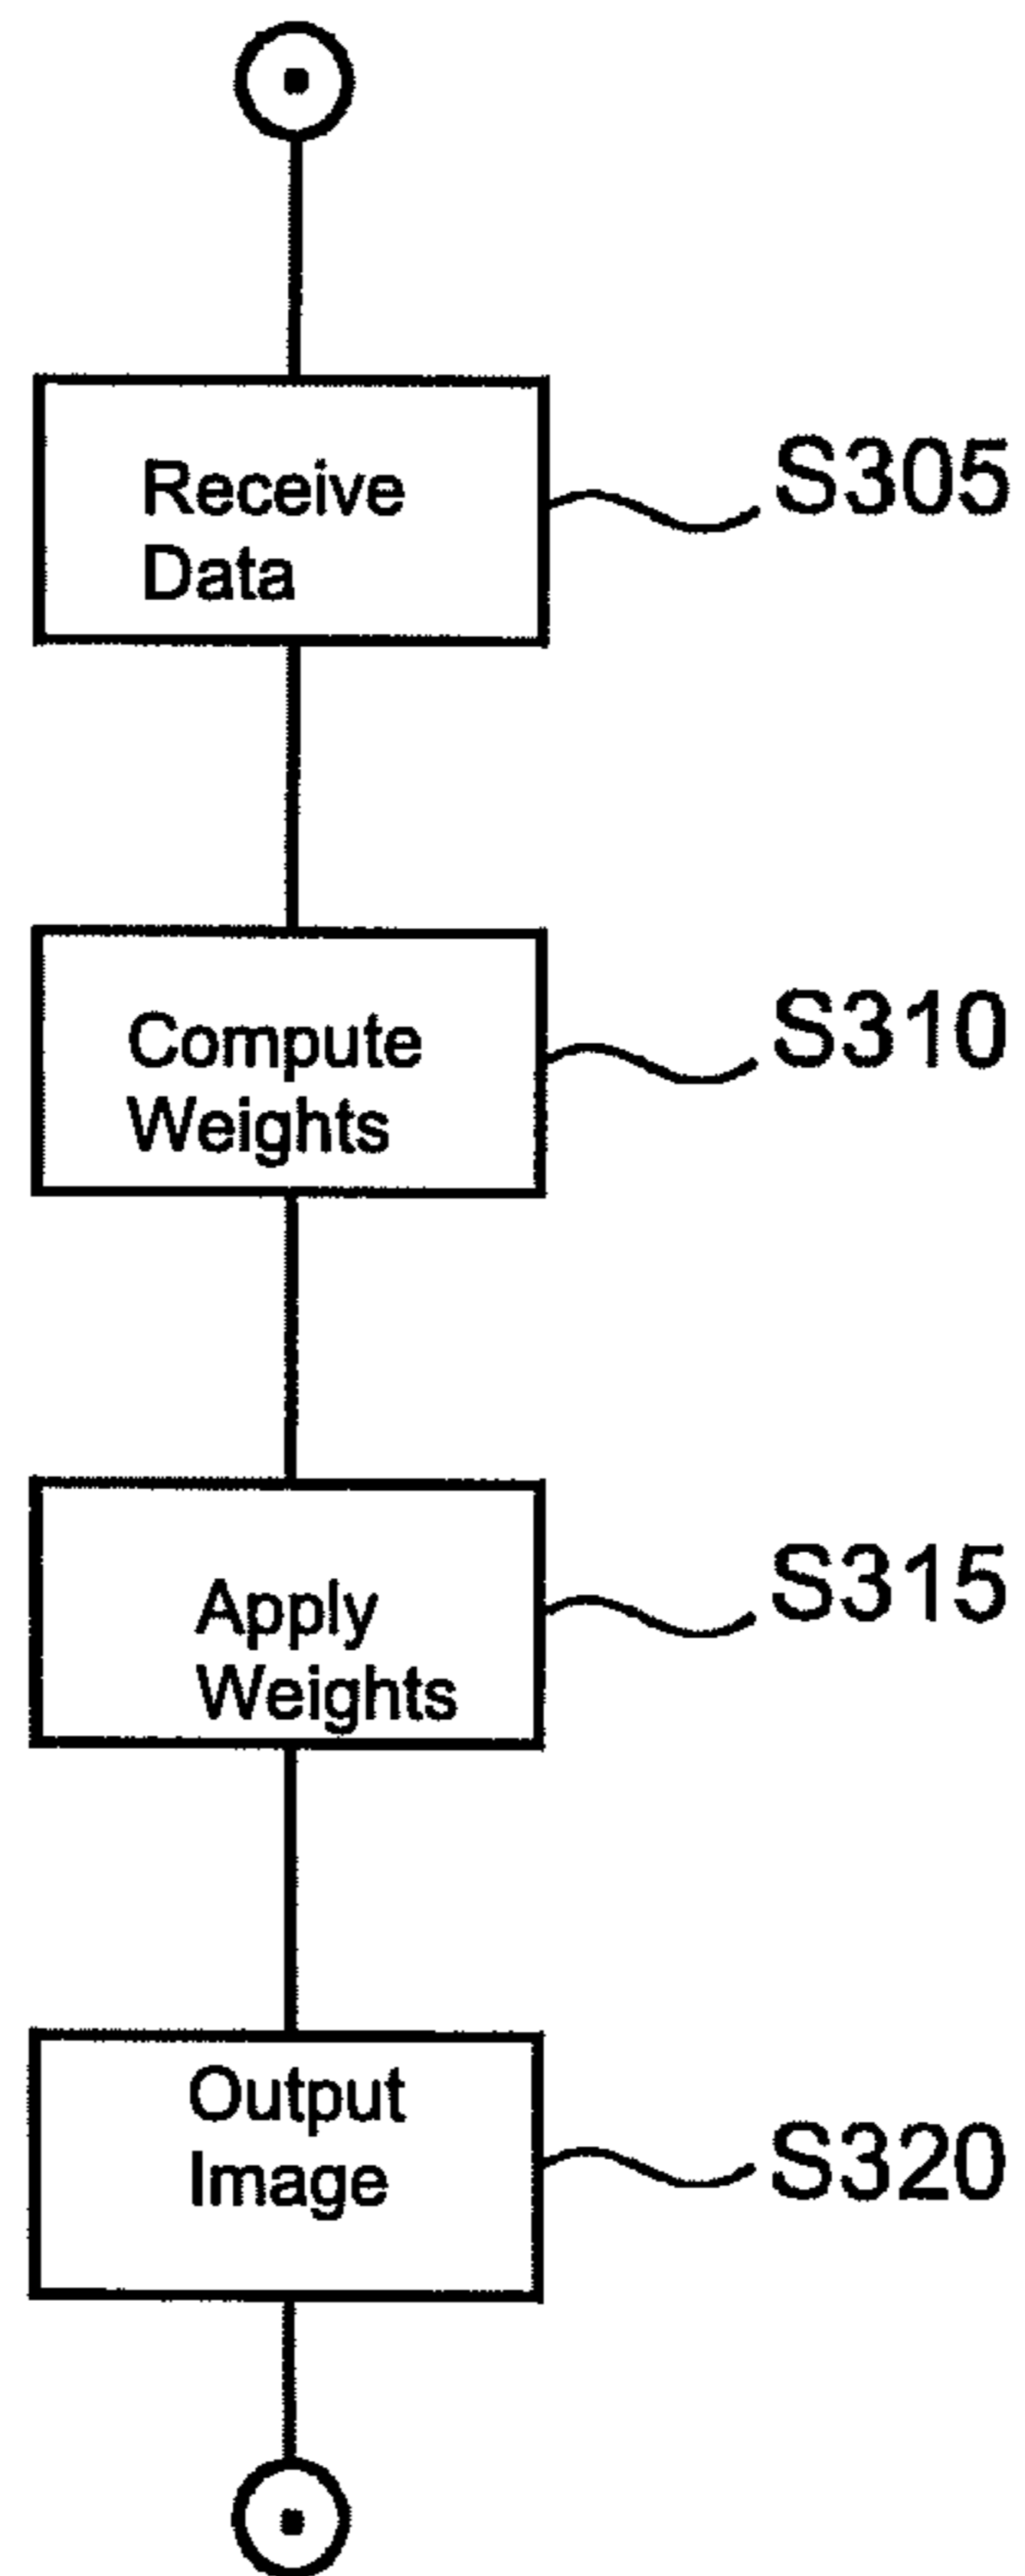 Receive
Data
S305
Compute
Weights
S310
Apply
Weights
S315
Output
Image
S320